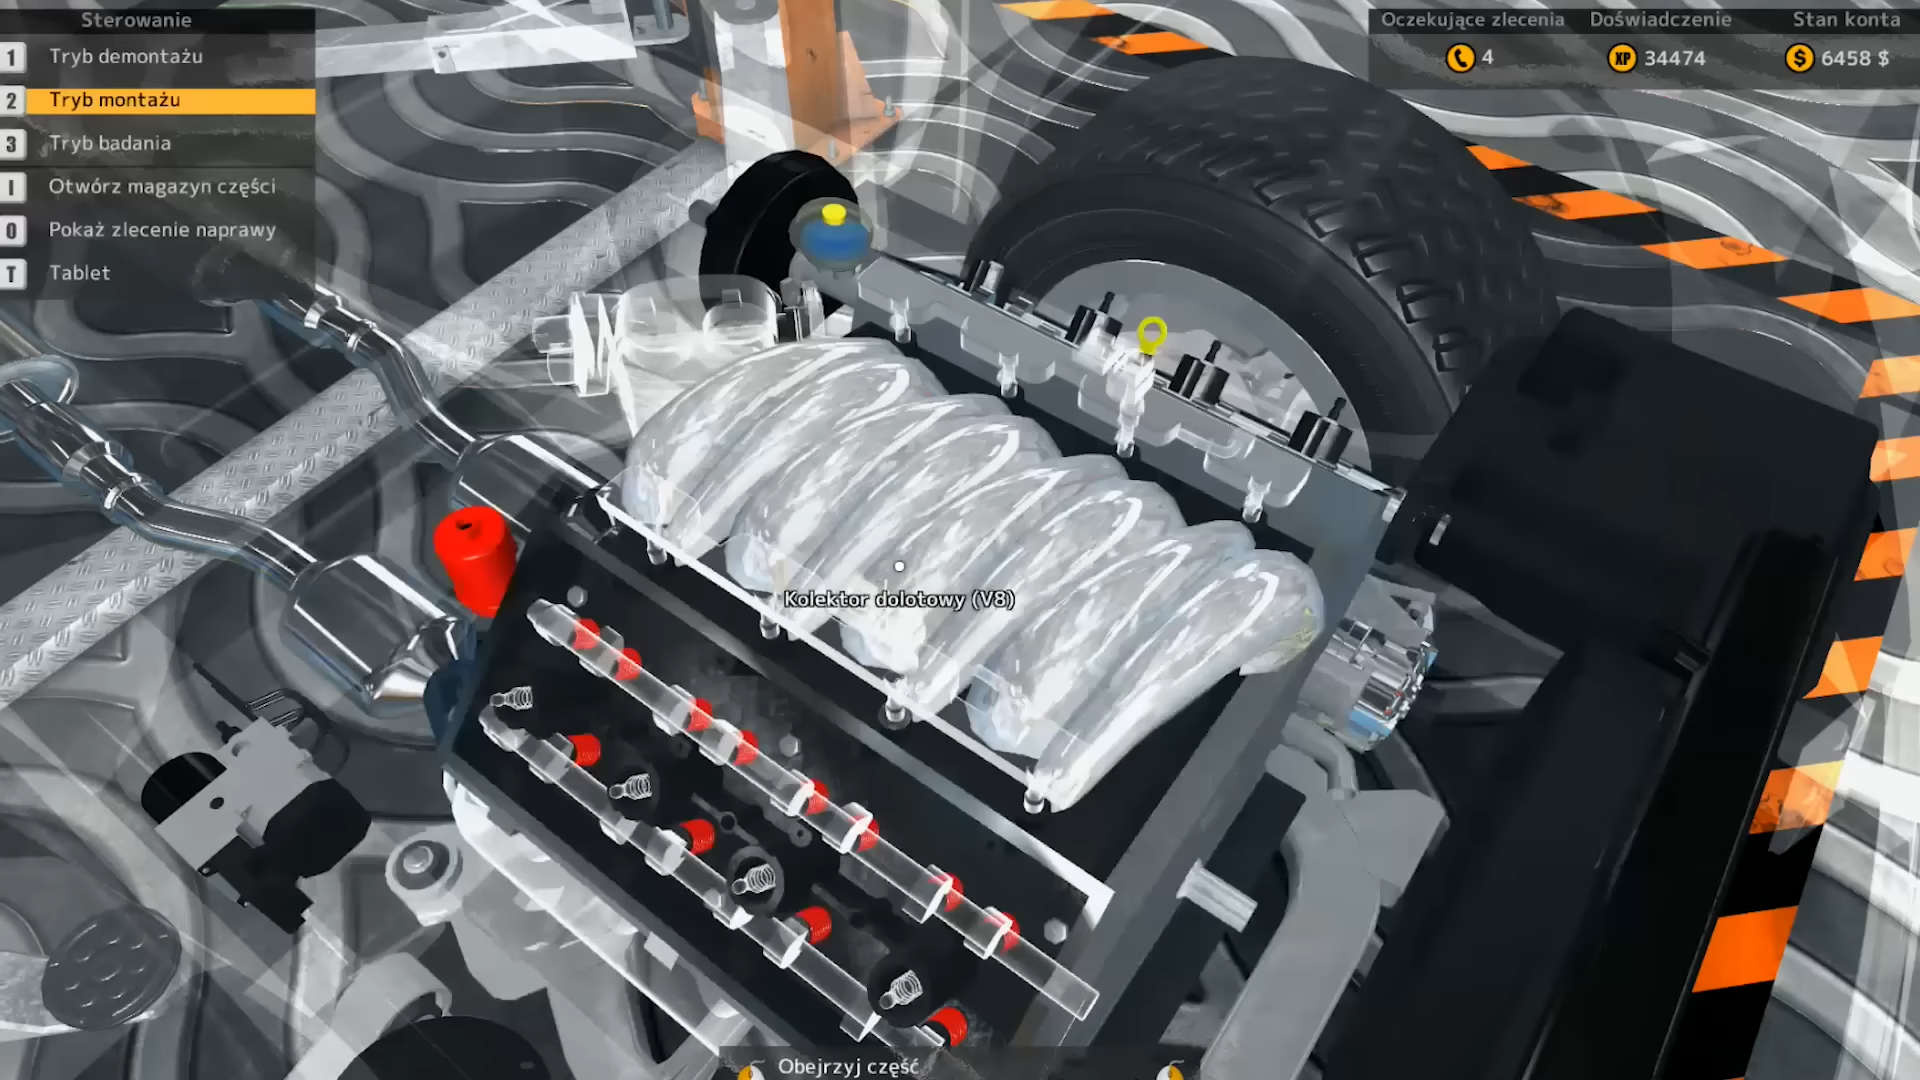 Sterowanie
1 Tryb demontażu
2 Tryb montażu
3 Tryb badania
I Otwórz magazyn części
O Pokaż zlecenie naprawy
T Tablet
Oczekujące zlecenia Doświadczenie Stan konta
4 XP 34474 $ 6458 $
Kolektor dolotowy (V8)
Obejrzyj część